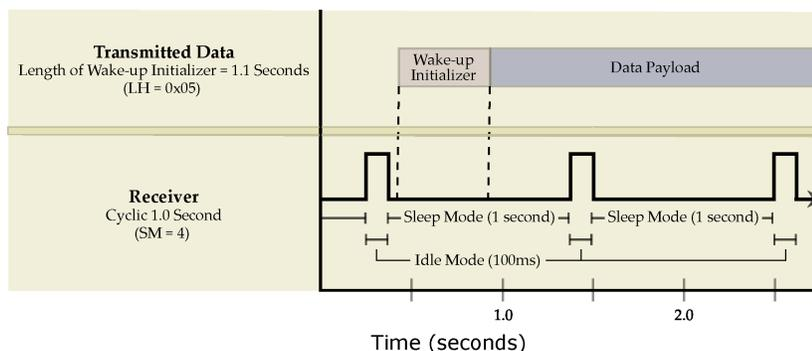 Transmitted Data
Length of Wake-up Initializer = 1.1 Seconds
(LH = 0x05)
Wake-up
Initializer
Data Payload
Receiver
Cyclic 1.0 Second
(SM = 4)
Sleep Mode (1 second)
Sleep Mode (1 second)
Idle Mode (100ms)
1.0
2.0
Time (seconds)